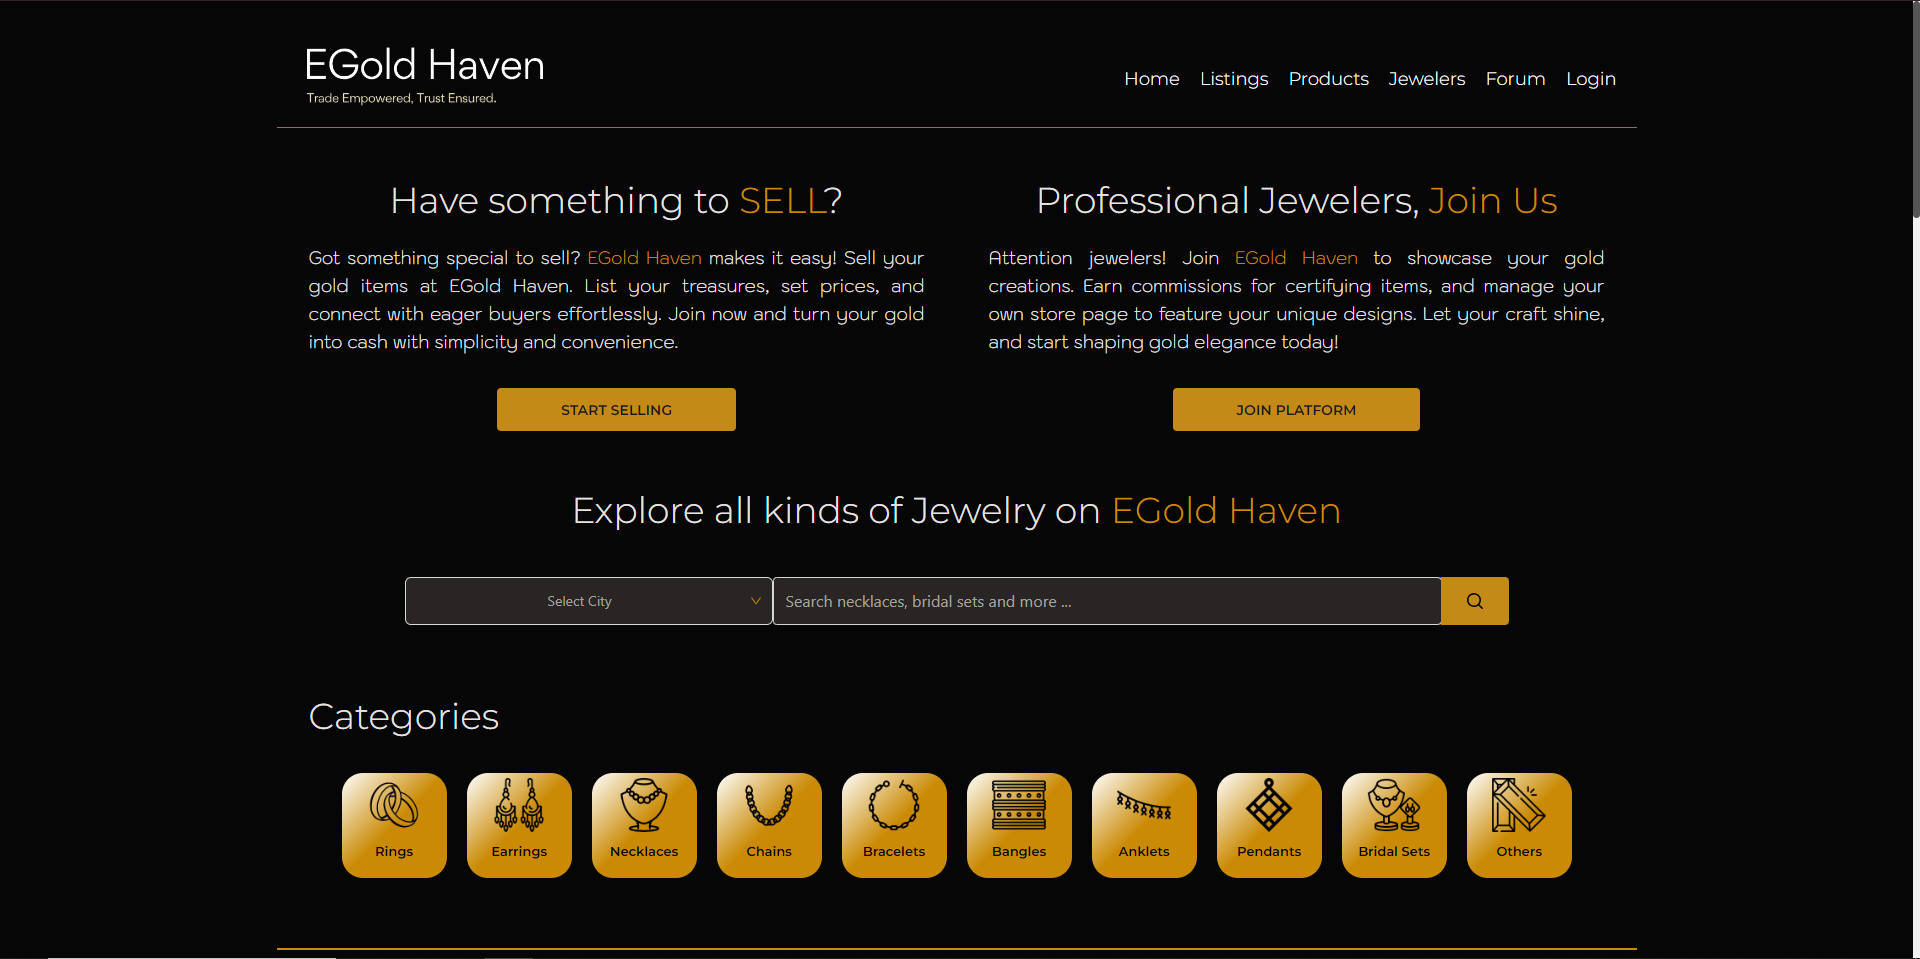 EGold Haven
Trade Empowered, Trust Ensured.
Home Listings Products Jewelers Forum Login
Have something to SELL?
Got something special to sell? EGold Haven makes it easy! Sell your
gold items at EGold Haven. List your treasures, set prices, and
connect with eager buyers effortlessly. Join now and turn your gold
into cash with simplicity and convenience.
START SELLING
Professional Jewelers, Join Us
Attention jewelers! Join EGold Haven to showcase your gold
creations. Earn commissions for certifying items, and manage your
own store page to feature your unique designs. Let your craft shine,
and start shaping gold elegance today!
JOIN PLATFORM
Explore all kinds of Jewelry on EGold Haven
Select City
Search necklaces, bridal sets and more ...
Categories
Rings
Earrings
Necklaces
Chains
Bracelets
Bangles
Anklets
Pendants
Bridal Sets
Others